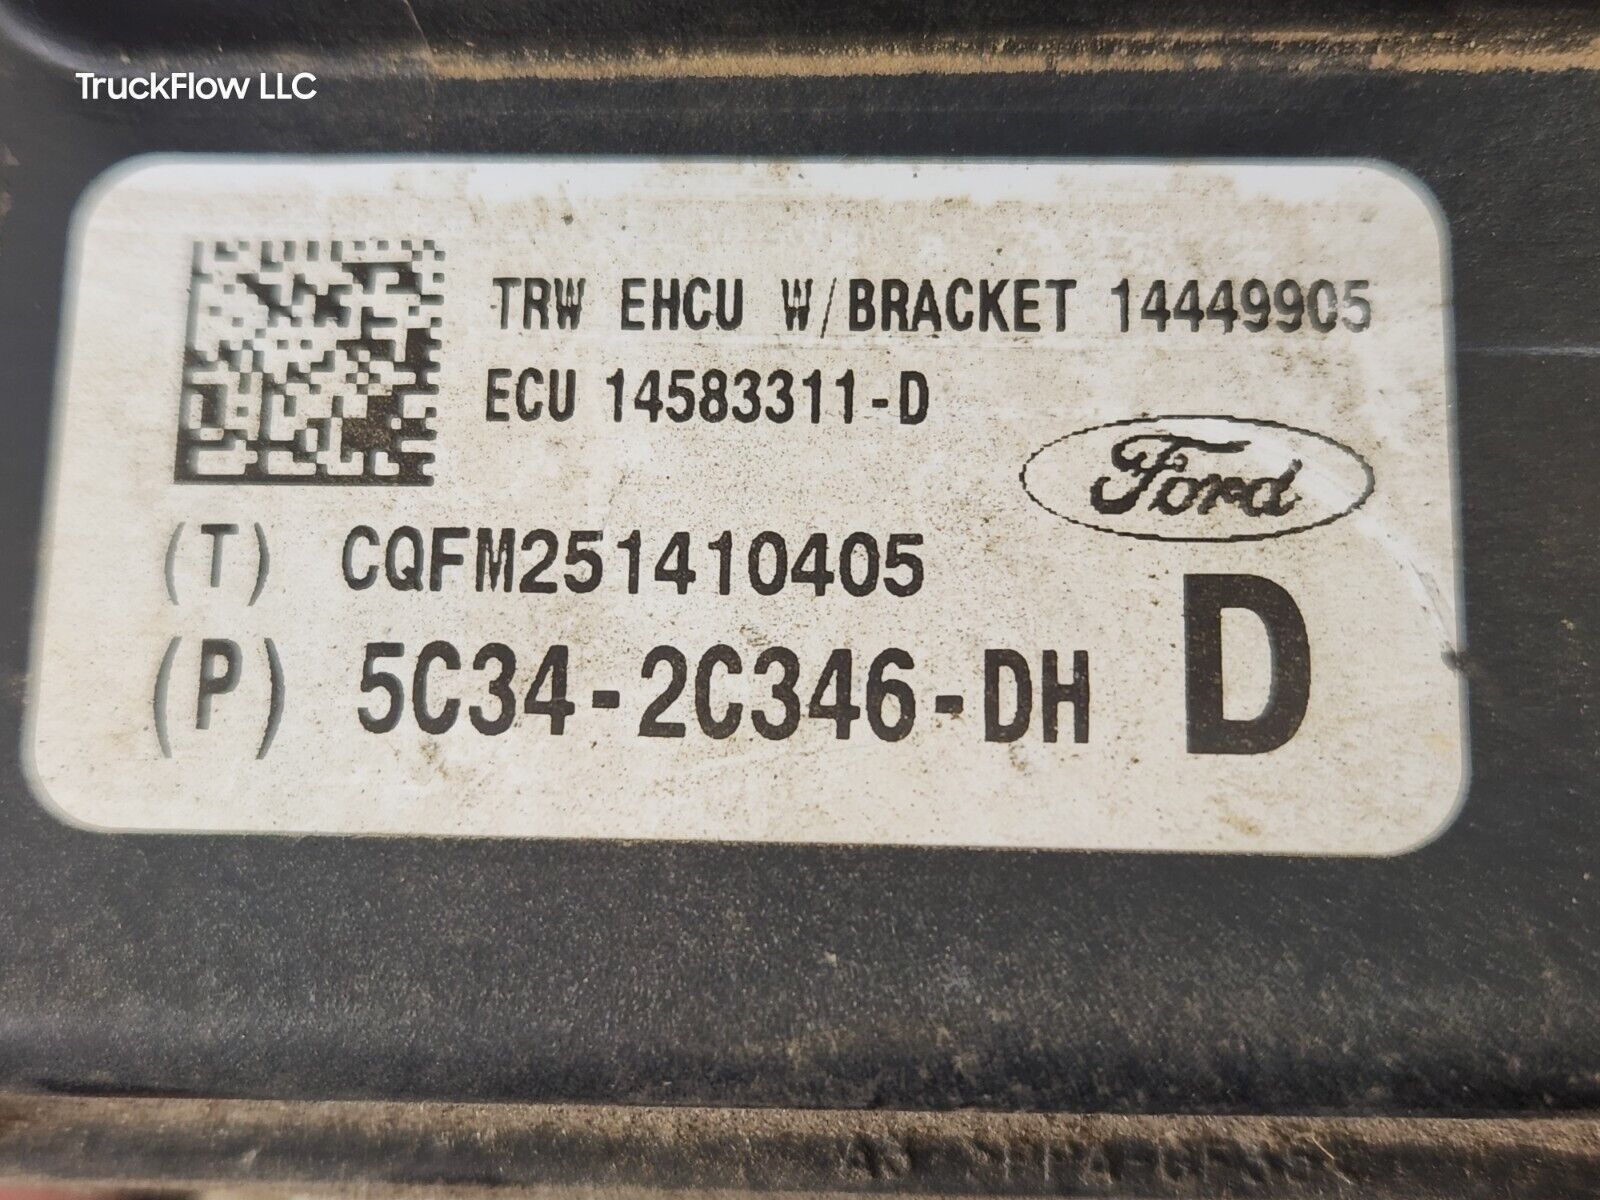 TruckFlow LLC
TRW EHCU W/BRACKET 14449905
ECU 14583311-D
Ford
(T) CQFM251410405
(P) 5C34-2C346-DH D